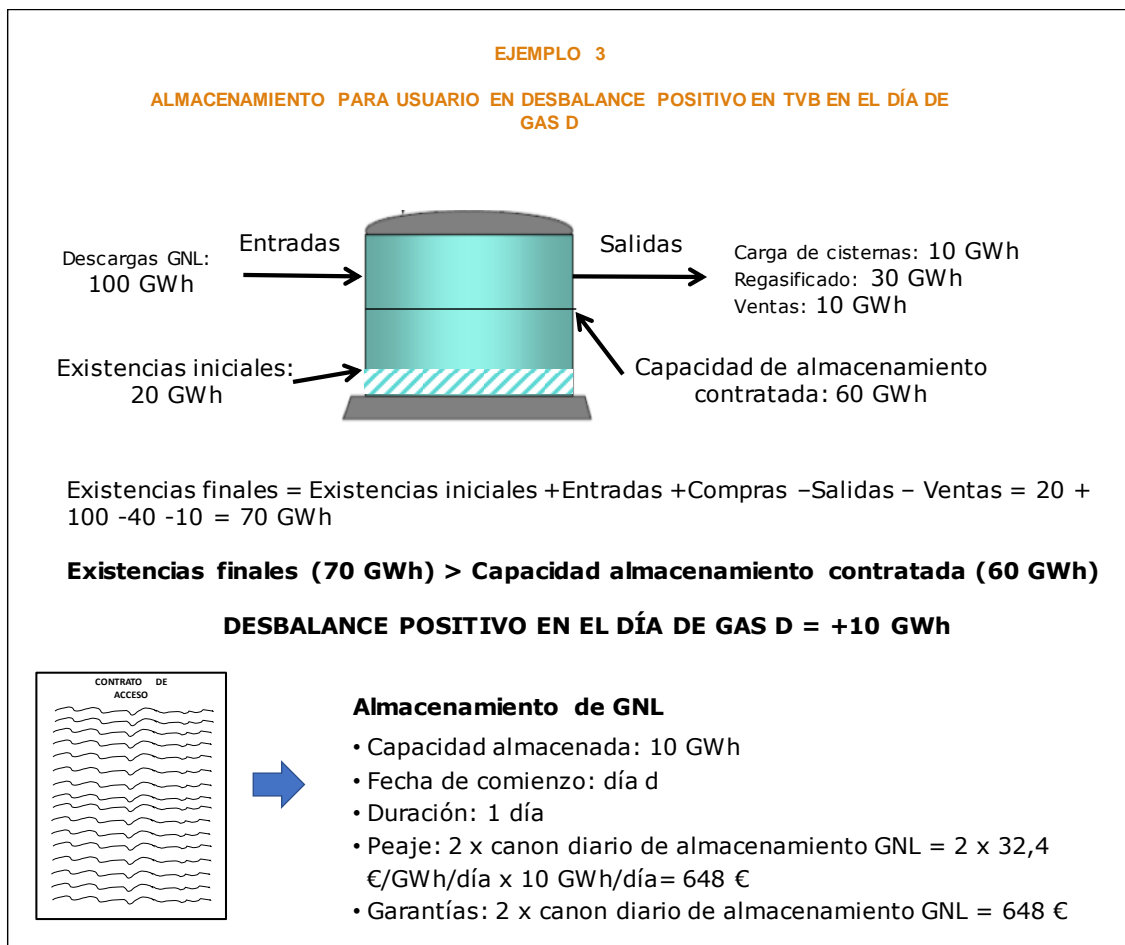 EJEMPLO 3
ALMACENAMIENTO PARA USUARIO EN DESBALANCE POSITIVO EN TVB EN EL DÍA DE
GAS D
Descargas GNL:
100 GWh
Entradas
Salidas
Carga de cisternas: 10 GWh
Regasificado: 30 GWh
Ventas: 10 GWh
Existencias iniciales:
20 GWh
Capacidad de almacenamiento
contratada: 60 GWh
Existencias finales = Existencias iniciales +Entradas +Compras –Salidas – Ventas = 20 +
100 -40 -10 = 70 GWh
Existencias finales (70 GWh) > Capacidad almacenamiento contratada (60 GWh)
DESBALANCE POSITIVO EN EL DÍA DE GAS D = +10 GWh
CONTRATO DE
ACCESO
Almacenamiento de GNL
• Capacidad almacenada: 10 GWh
• Fecha de comienzo: día d
• Duración: 1 día
• Peaje: 2 x canon diario de almacenamiento GNL = 2 x 32,4
€/GWh/día x 10 GWh/día= 648 €
• Garantías: 2 x canon diario de almacenamiento GNL = 648 €